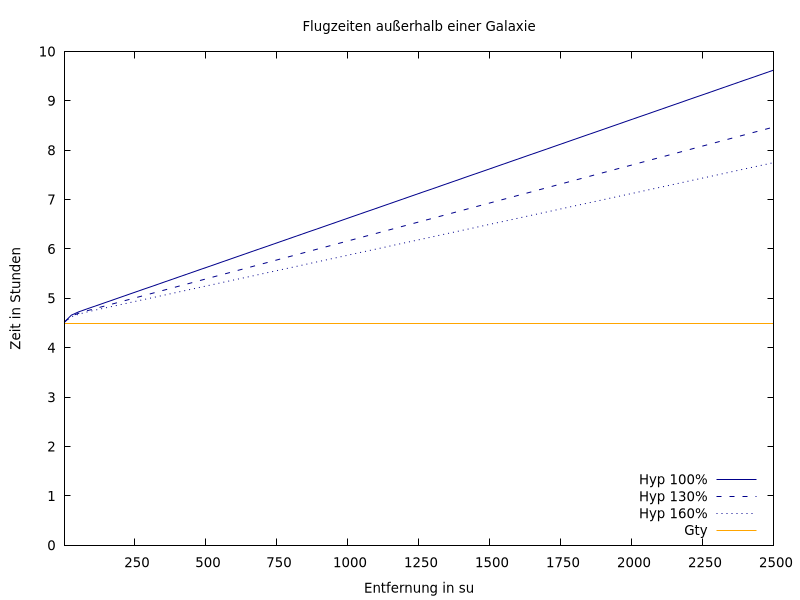 Flugzeiten außerhalb einer Galaxie
10
9
8
7
6
5
4
3
2
1
0
Zeit in Stunden
250 500 750 1000 1250 1500 1750 2000 2250 2500
Entfernung in su
Hyp 100%
Hyp 130%
Hyp 160%
Gty